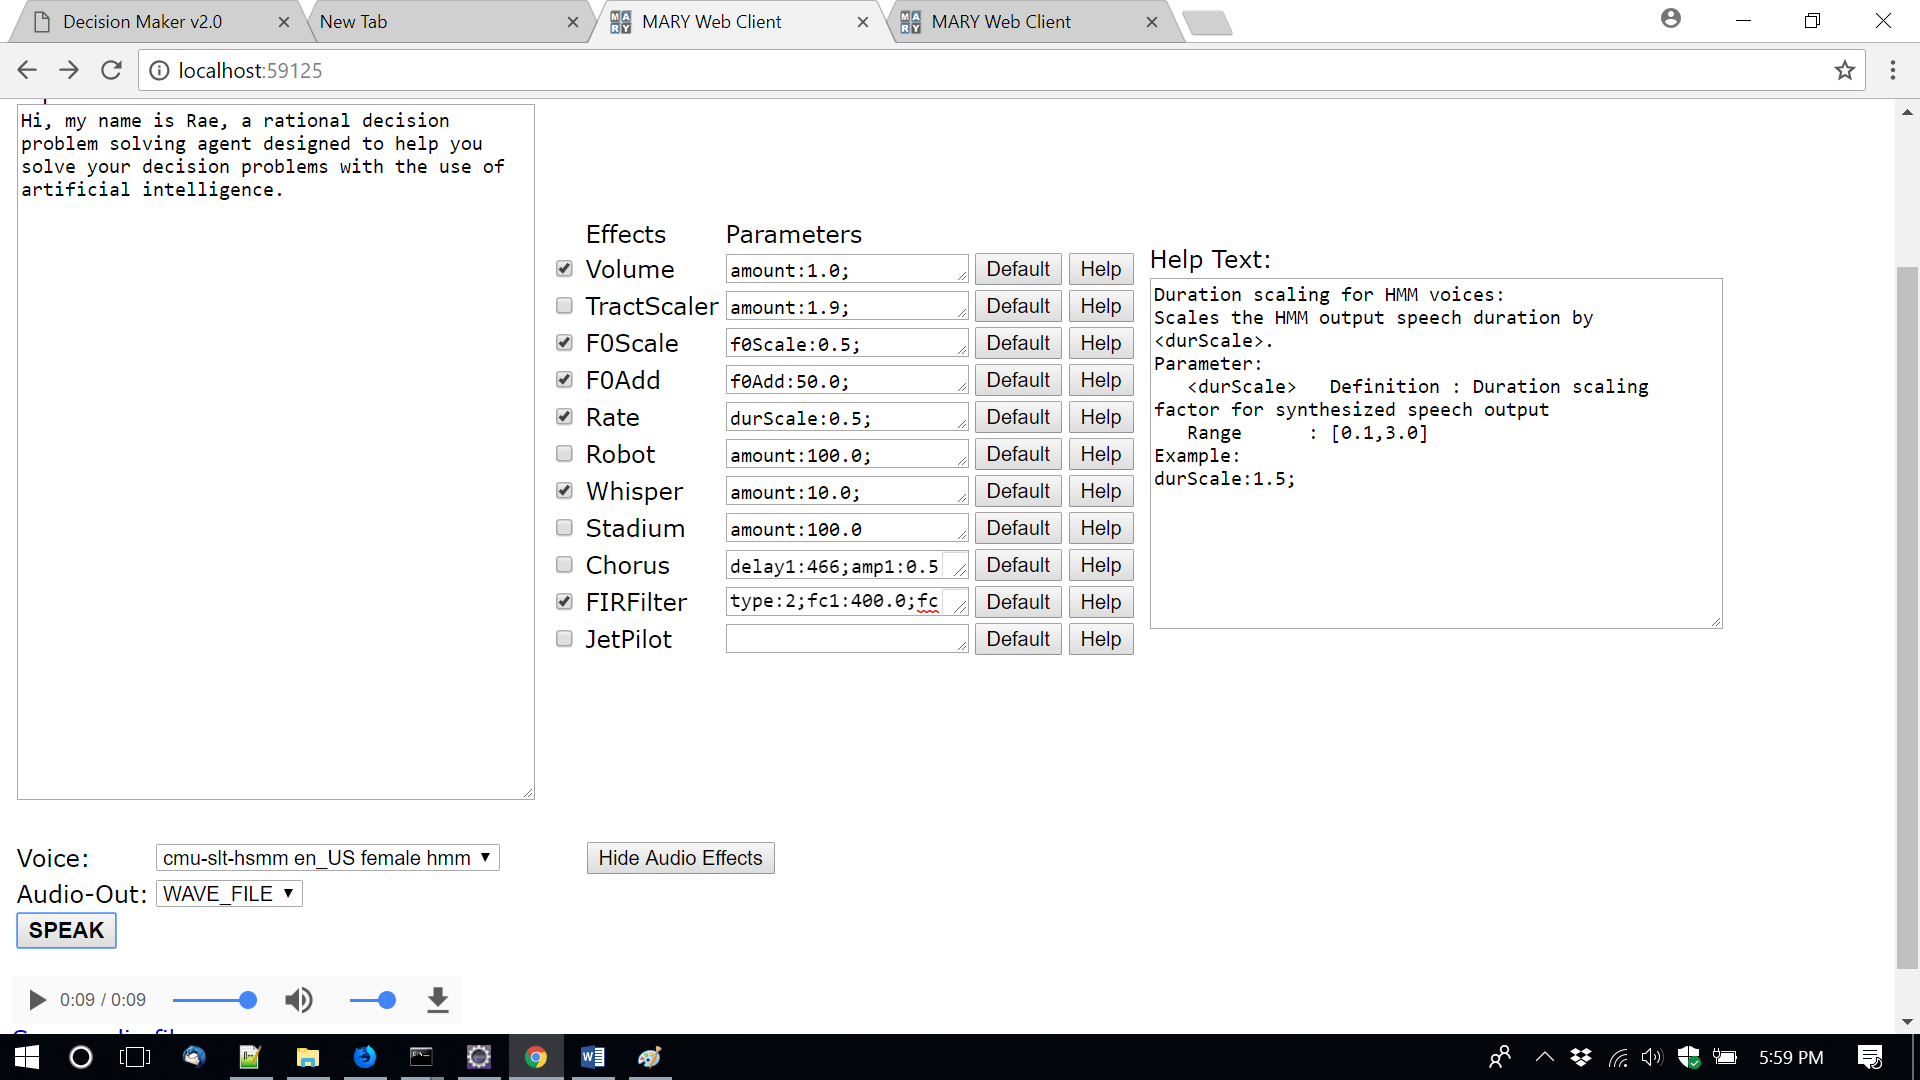 Decision Maker v2.0
New Tab
MARY Web Client
MARY Web Client
localhost:59125
Hi, my name is Rae, a rational decision
problem solving agent designed to help you
solve your decision problems with the use of
artificial intelligence.
Effects Parameters
Volume amount:1.0; Default Help
TractScaler amount:1.9; Default Help
F0Scale f0Scale:0.5; Default Help
F0Add f0Add:50.0; Default Help
Rate durScale:0.5; Default Help
Robot amount:100.0; Default Help
Whisper amount:10.0; Default Help
Stadium amount:100.0 Default Help
Chorus delay1:466;amp1:0.5 Default Help
FIRFilter type:2;fc1:400.0;fc Default Help
JetPilot Default Help
Help Text:
Duration scaling for HMM voices:
Scales the HMM output speech duration by
<durScale>.
Parameter:
<durScale> Definition : Duration scaling
factor for synthesized speech output
Range : [0.1,3.0]
Example:
durScale:1.5;
Voice: cmu-slt-hsmm en_US female hmm
Hide Audio Effects
Audio-Out: WAVE_FILE
SPEAK
0:09 / 0:09
5:59 PM